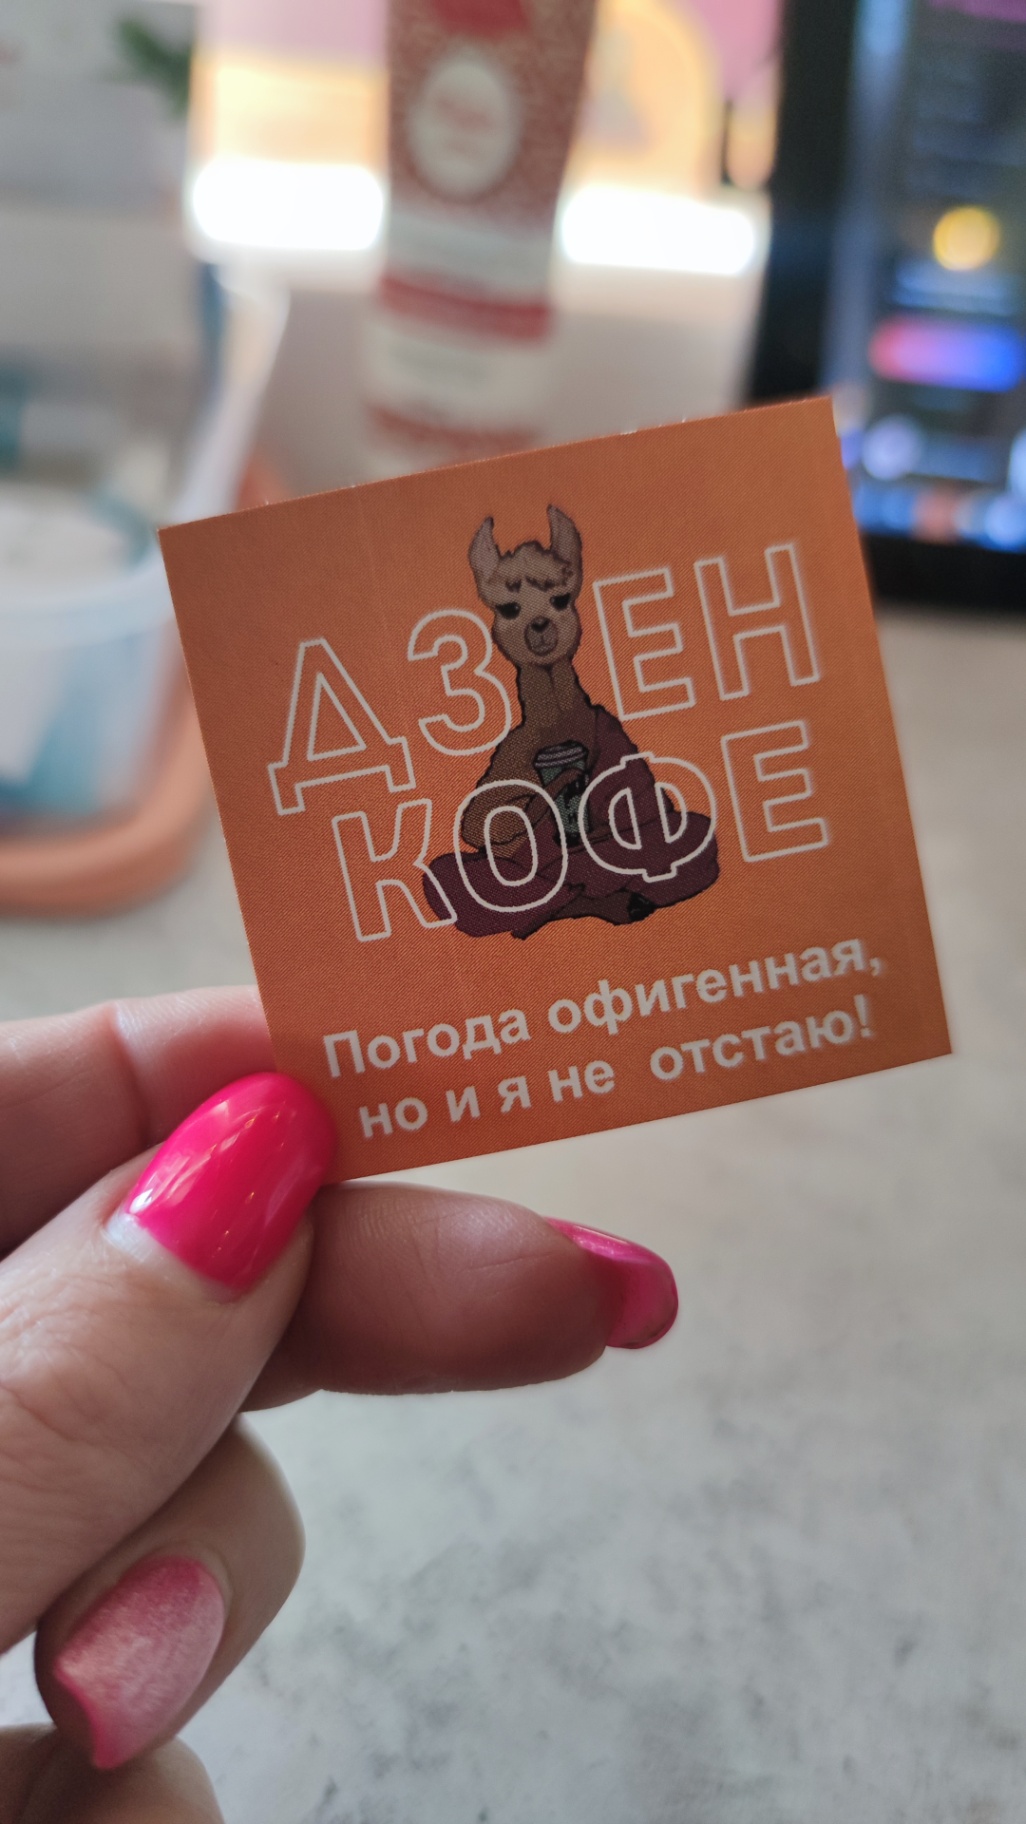 ДЗЕН
КОФЕ
Погода офигенная,
но и я не отстаю!